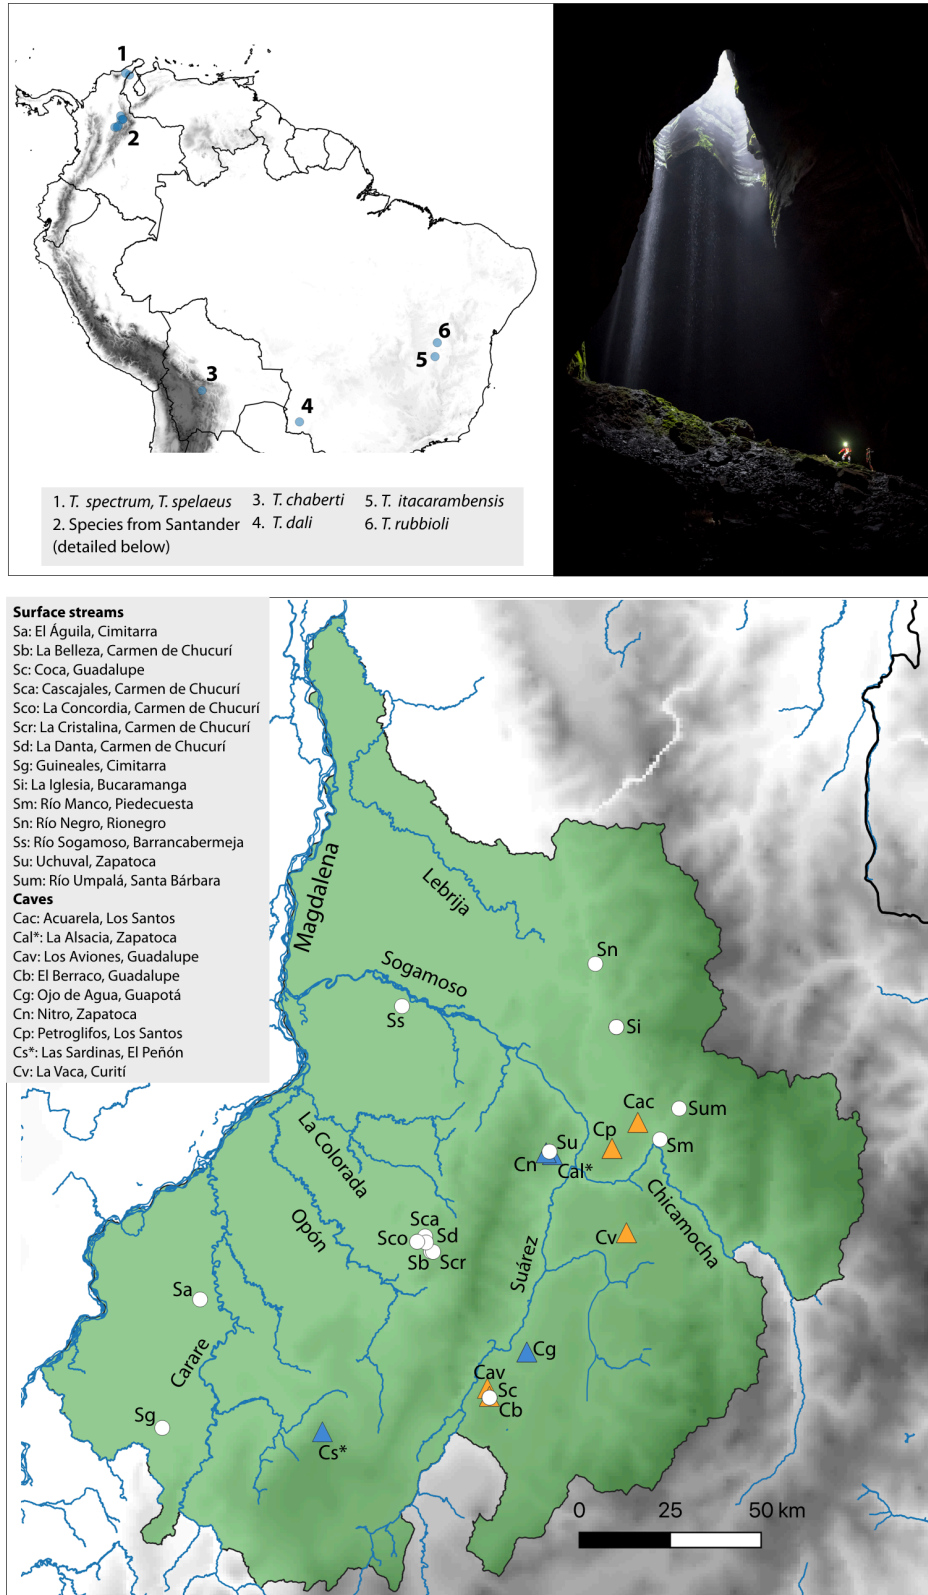 1
2
3
4
5
6
1. T. spectrum, T. spelaeus
2. Species from Santander
(detailed below)
3. T. chaberti
4. T. dali
5. T. itacarambensis
6. T. rubbioli
Surface streams
Sa: El Águila, Cimitarra
Sb: La Belleza, Carmen de Chucurí
Sc: Coca, Guadalupe
Sca: Cascajales, Carmen de Chucurí
Sco: La Concordia, Carmen de Chucurí
Scr: La Cristalina, Carmen de Chucurí
Sd: La Danta, Carmen de Chucurí
Sg: Guineales, Cimitarra
Si: La Iglesia, Bucaramanga
Sm: Río Manco, Piedecuesta
Sn: Río Negro, Rionegro
Ss: Río Sogamoso, Barrancabermeja
Su: Uchuval, Zapatoca
Sum: Río Umpalá, Santa Bárbara
Caves
Cac: Acuarela, Los Santos
Cal*: La Alsacia, Zapatoca
Cav: Los Aviones, Guadalupe
Cb: El Berraco, Guadalupe
Cg: Ojo de Agua, Guapotá
Cn: Nitro, Zapatoca
Cp: Petroglifos, Los Santos
Cs*: Las Sardinas, El Peñón
Cv: La Vaca, Curití
Magdalena
Lebrija
Sogamoso
Sn
Ss
Si
Cac
Sum
Cp
Su
Sm
Cn
Cal*
La Colorada
Chicamocha
Opón
Sca
Sco
Sd
Sb
Scr
Cv
Suárez
Sa
Carare
Cg
Cav
Sc
Cb
Sg
Cs*
0 25 50 km